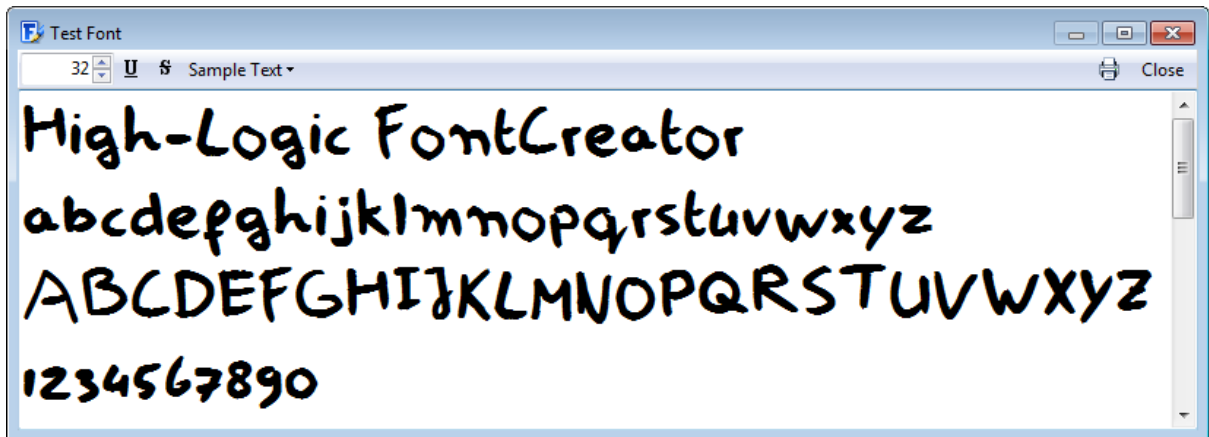 Test Font
32 U S Sample Text Close
High-Logic FontCreator
abcdefghijklmnopqrstuvwxyz
ABCDEFGHIJKLMNOPQRSTUVWXYZ
1234567890